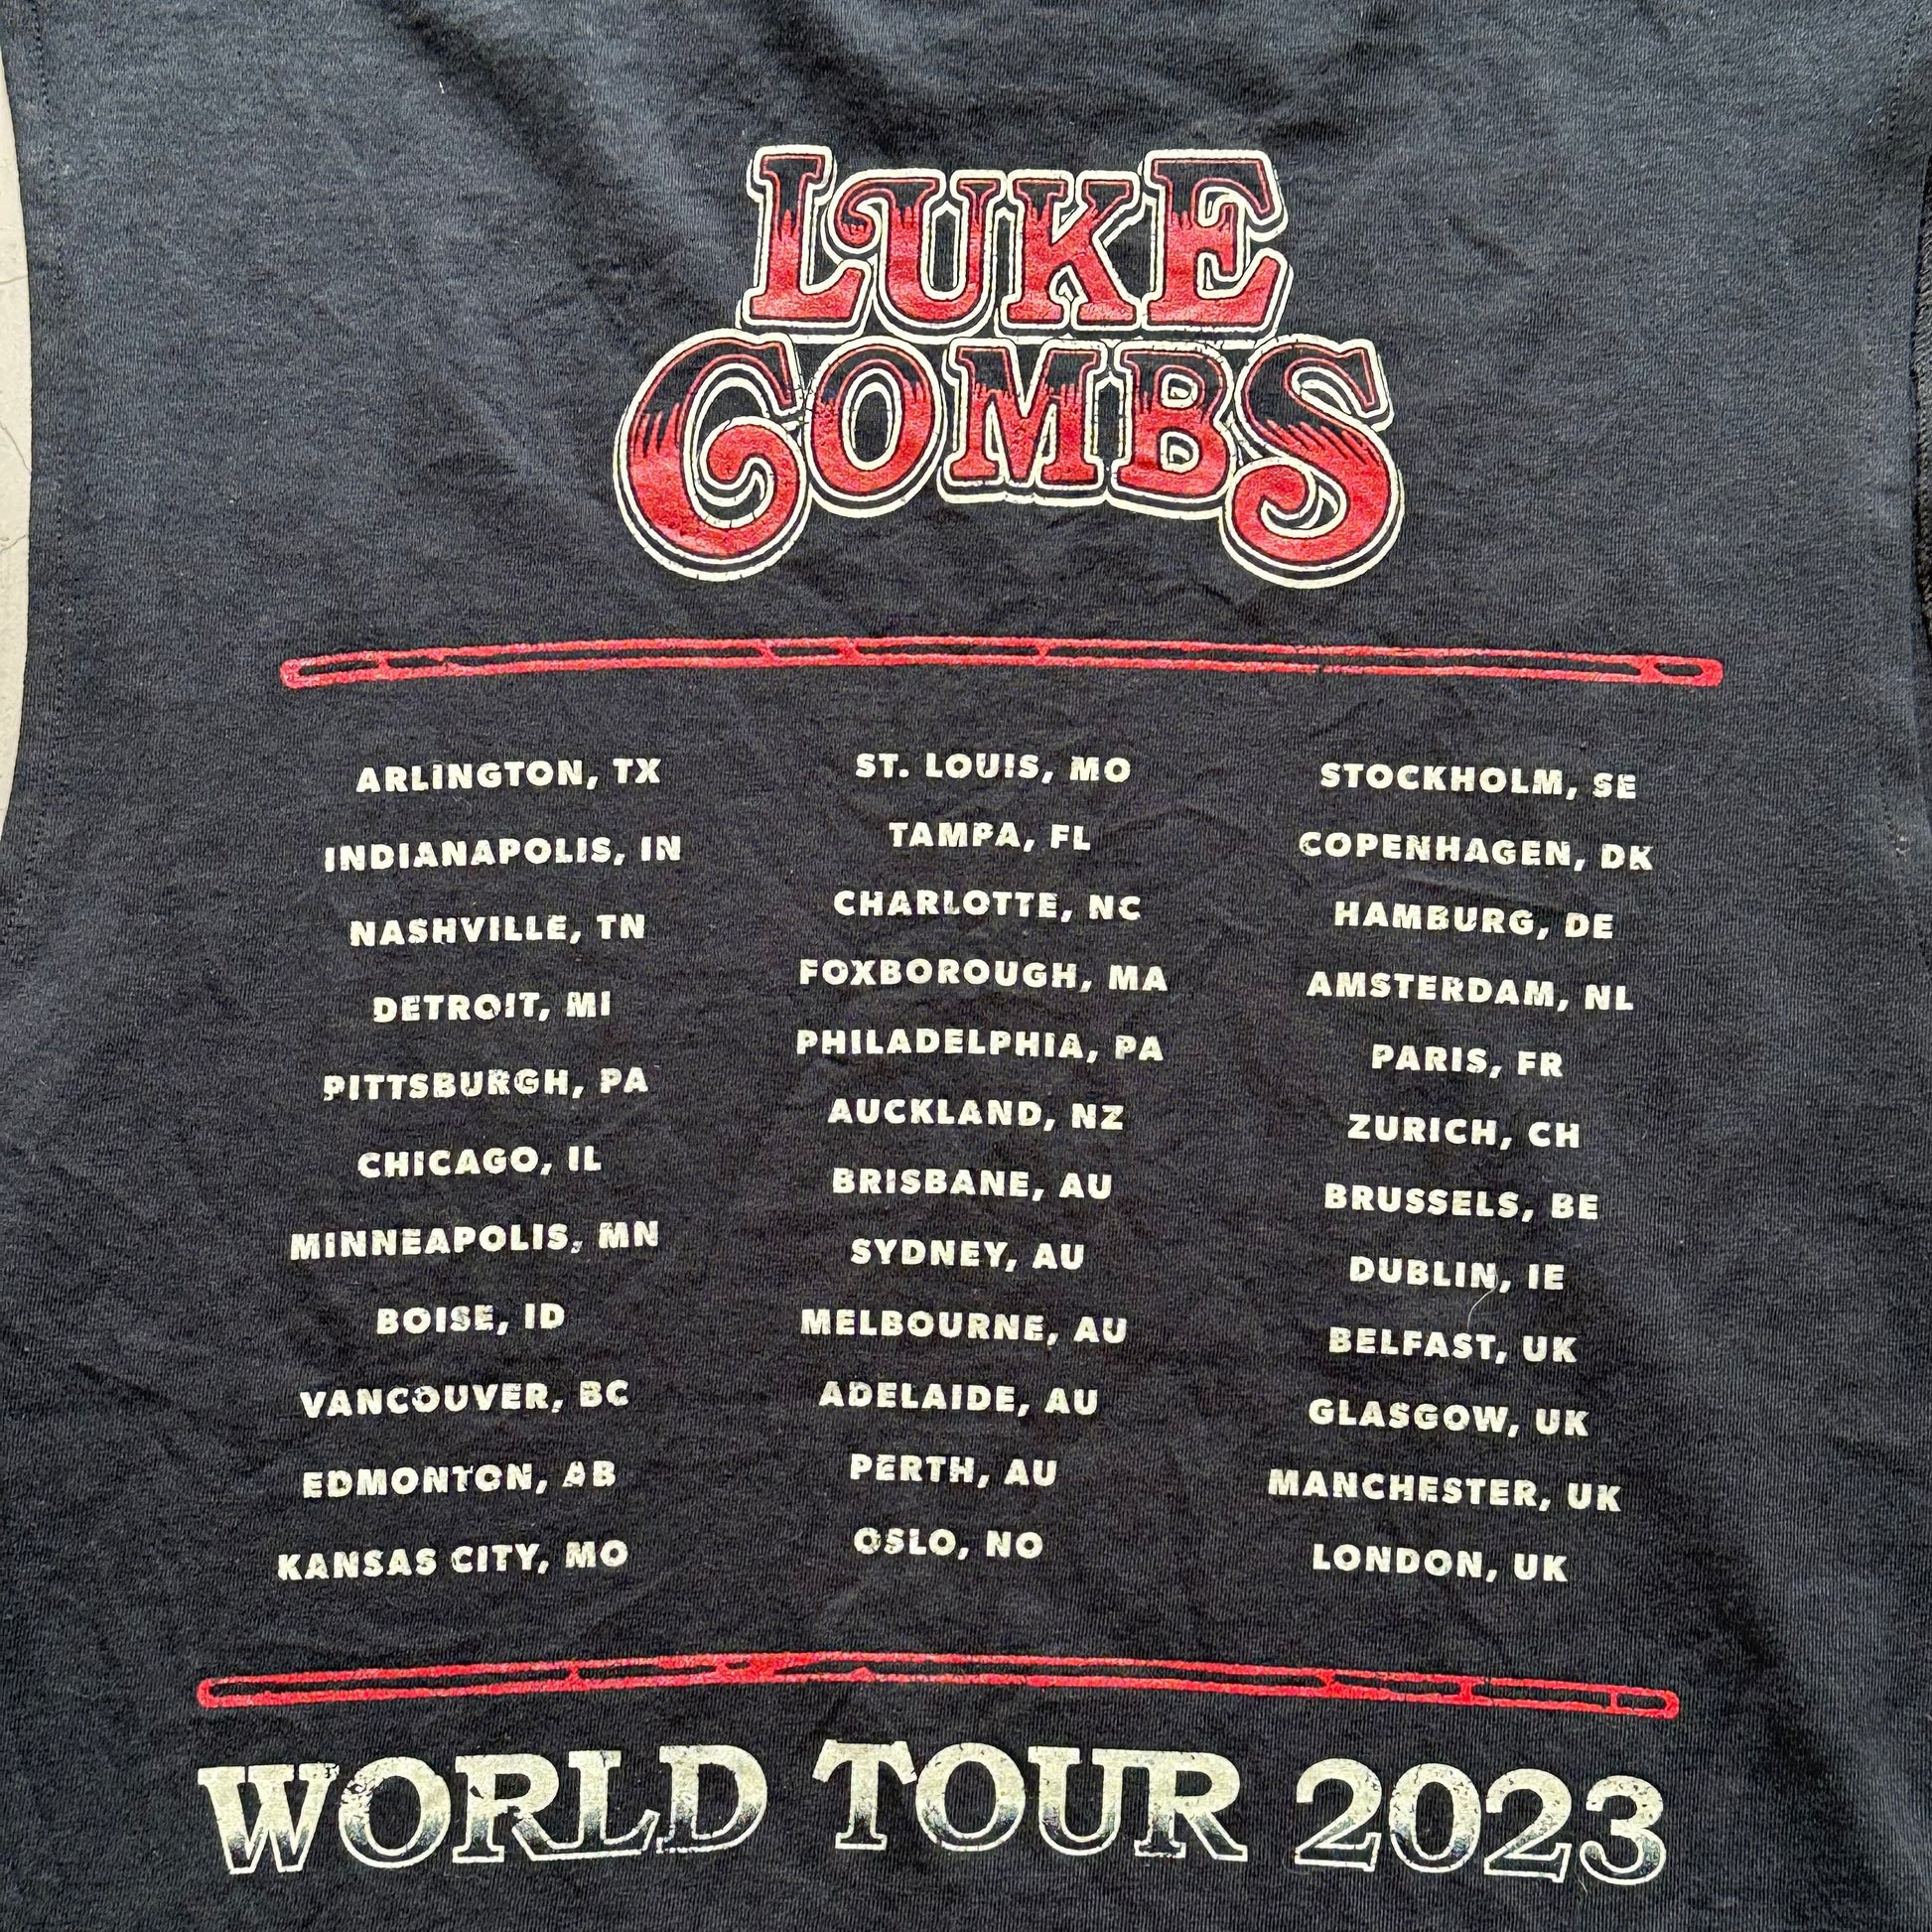 LUKE
COMBS
ARLINGTON, TX
INDIANAPOLIS, IN
NASHVILLE, TN
DETROIT, MI
PITTSBURGH, PA
CHICAGO, IL
MINNEAPOLIS, MN
BOISE, ID
VANCOUVER, BC
EDMONTON, AB
KANSAS CITY, MO
ST. LOUIS, MO
TAMPA, FL
CHARLOTTE, NC
FOXBOROUGH, MA
PHILADELPHIA, PA
AUCKLAND, NZ
BRISBANE, AU
SYDNEY, AU
MELBOURNE, AU
ADELAIDE, AU
PERTH, AU
OSLO, NO
STOCKHOLM, SE
COPENHAGEN, DK
HAMBURG, DE
AMSTERDAM, NL
PARIS, FR
ZURICH, CH
BRUSSELS, BE
DUBLIN, IE
BELFAST, UK
GLASGOW, UK
MANCHESTER, UK
LONDON, UK
WORLD TOUR 2023